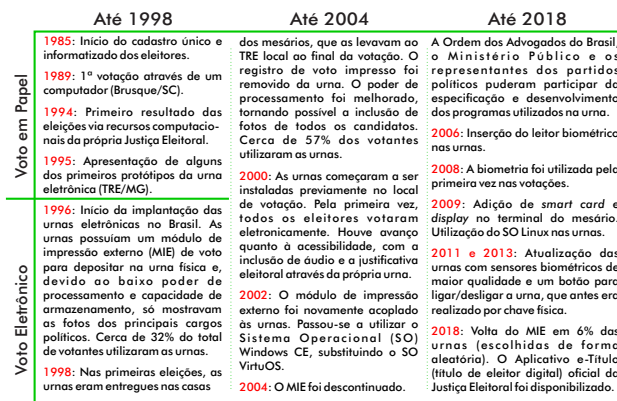 Até 1998
Até 2004
Até 2018
Voto em Papel
Voto Eletrônico
1985: Início do cadastro único e
informatizado dos eleitores.
1989: 1ª votação através de um
computador (Brusque/SC).
1994: Primeiro resultado das
eleições via recursos computacio-
nais da própria Justiça Eleitoral.
1995: Apresentação de alguns
dos primeiros protótipos da urna
eletrônica (TRE/MG).
1996: Início da implantação das
urnas eletrônicas no Brasil. As
urnas possuíam um módulo de
impressão externo (MIE) de voto
para depositar na urna física e,
devido ao baixo poder de
processamento e capacidade de
armazenamento, só mostravam
as fotos dos principais cargos
políticos. Cerca de 32% do total
de votantes utilizaram as urnas.
1998: Nas primeiras eleições, as
urnas eram entregues nas casas
dos mesários, que as levavam ao
TRE local ao final da votação. O
registro de voto impresso foi
removido da urna. O poder de
processamento foi melhorado,
tornando possível a inclusão de
fotos de todos os candidatos.
Cerca de 57% dos votantes
utilizaram as urnas.
2000: As urnas começaram a ser
instaladas previamente no local
de votação. Pela primeira vez,
todos os eleitores votaram
eletronicamente. Houve avanço
quanto à acessibilidade, com a
inclusão de áudio e a justificativa
eleitoral através da própria urna.
2002: O módulo de impressão
externo foi novamente acoplado
às urnas. Passou-se a utilizar o
Sistema Operacional (SO)
Windows CE, substituindo o SO
VirtuOS.
2004: O MIE foi descontinuado.
A Ordem dos Advogados do Brasil,
o Ministério Público e os
representantes dos partidos
políticos puderam participar da
especificação e desenvolvimento
dos programas utilizados na urna.
2006: Inserção do leitor biométrico
nas urnas.
2008: A biometria foi utilizada pela
primeira vez nas votações.
2009: Adição de smart card e
display no terminal do mesário.
Utilização do SO Linux nas urnas.
2011 e 2013: Atualização das
urnas com sensores biométricos de
maior qualidade e um botão para
ligar/desligar a urna, que antes era
realizado por chave física.
2018: Volta do MIE em 6% das
urnas (escolhidas de forma
aleatória). O Aplicativo e-Título
(título de eleitor digital) oficial da
Justiça Eleitoral foi disponibilizado.